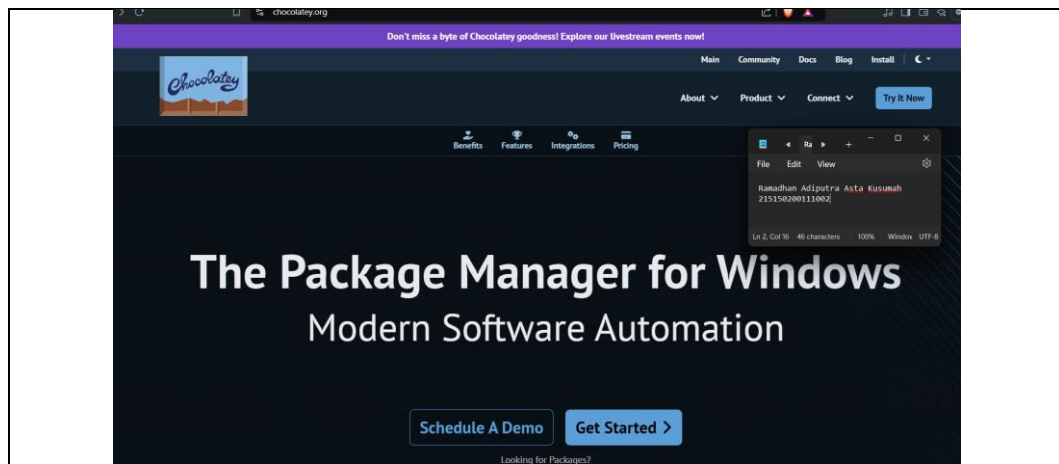 chocolatey.org
Don't miss a byte of Chocolatey goodness! Explore our livestream events now!
Main Community Docs Blog Install
Chocolatey
About Product Connect Try It Now
Benefits Features Integrations Pricing
Ra
File Edit View
Ramadhan Adiputra Asta Kusumah
215150200111002
Ln 2, Col 16 46 characters 100% Window UTF-8
The Package Manager for Windows
Modern Software Automation
Schedule A Demo Get Started
Looking for Packages?